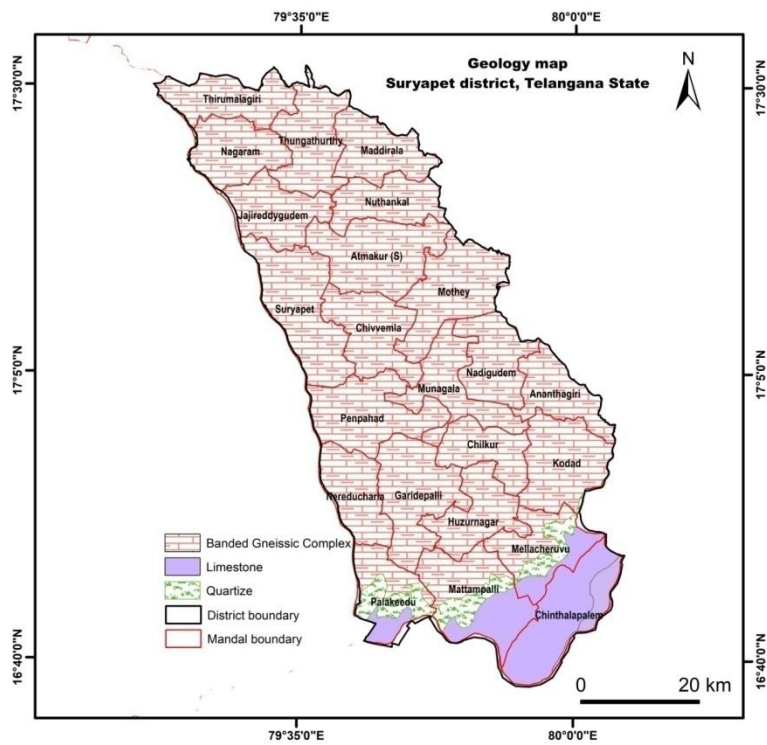 79°35'0"E
80°0'0"E
Geology map
Suryapet district, Telangana State
N
17°30'0"N
17°30'0"N
Thirumalagiri
Thungathurthy
Nagaram
Maddirala
Nuthankal
Jajireddygudem
Atmakur (S)
Mothey
Suryapet
Chivvemla
17°5'0"N
17°5'0"N
Nadigudem
Munagala
Ananthagiri
Penpahad
Chilkur
Kodad
Nereducharla
Garidepalli
Huzurnagar
Mellacheruvu
Mattampalli
Palakeedu
Chinthalapalem
Banded Gneissic Complex
Limestone
Quartize
District boundary
Mandal boundary
16°40'0"N
16°40'0"N
0 20 km
79°35'0"E
80°0'0"E